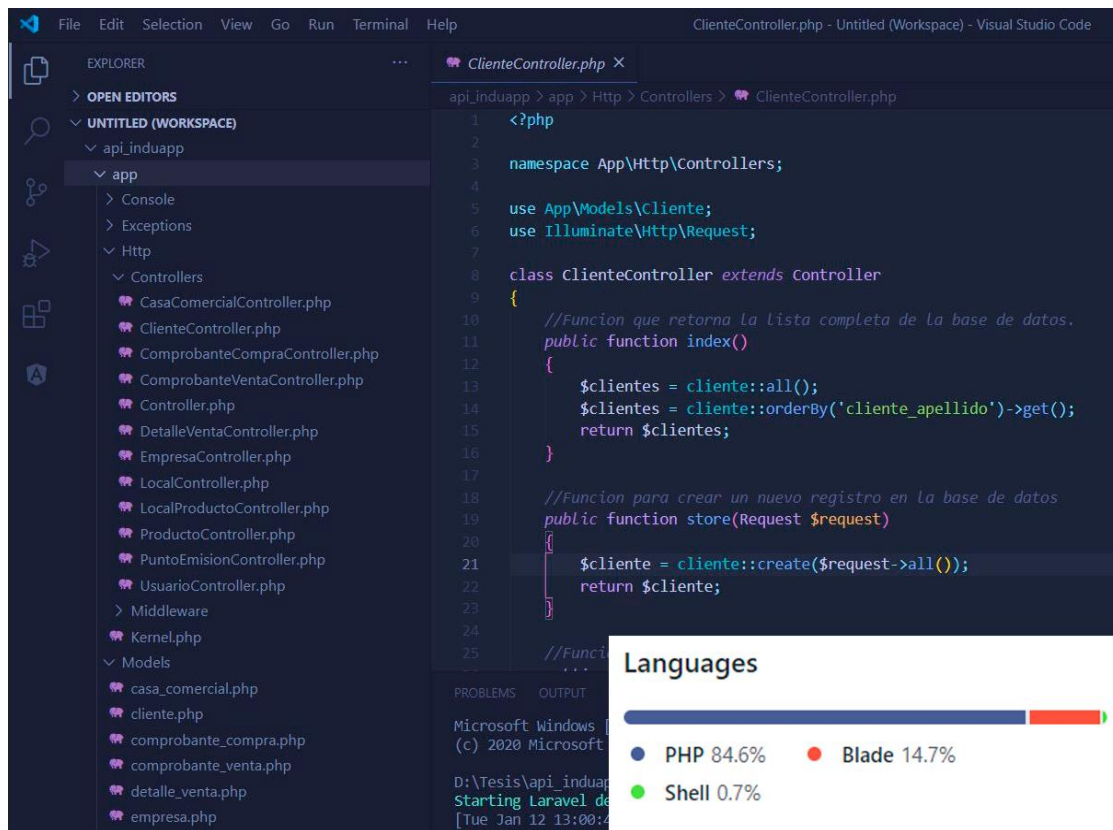 File Edit Selection View Go Run Terminal Help
ClienteController.php - Untitled (Workspace) - Visual Studio Code
EXPLORER
OPEN EDITORS
UNTITLED (WORKSPACE)
api_induapp
app
Console
Exceptions
Http
Controllers
CasaComercialController.php
ClienteController.php
ComprobanteCompraController.php
ComprobanteVentaController.php
Controller.php
DetalleVentaController.php
EmpresaController.php
LocalController.php
LocalProductoController.php
ProductoController.php
PuntoEmisionController.php
UsuarioController.php
Middleware
Kernel.php
Models
casa_comercial.php
cliente.php
comprobante_compra.php
comprobante_venta.php
detalle_venta.php
empresa.php
ClienteController.php
api_induapp > app > Http > Controllers > ClienteController.php
1 <?php
2
3 namespace App\Http\Controllers;
4
5 use App\Models\Cliente;
6 use Illuminate\Http\Request;
7
8 class ClienteController extends Controller
9 {
10 //Funcion que retorna la lista completa de la base de datos.
11 public function index()
12 {
13 $clientes = cliente::all();
14 $clientes = cliente::orderBy('cliente_apellido')->get();
15 return $clientes;
16 }
17
18 //Funcion para crear un nuevo registro en la base de datos
19 public function store(Request $request)
20 {
21 $cliente = cliente::create($request->all());
22 return $cliente;
23 }
24
25 //Funci
PROBLEMS OUTPUT
Microsoft Windows [
(c) 2020 Microsoft
D:\Tesis\api_induap
Starting Laravel de
[Tue Jan 12 13:00:4
Languages
PHP 84.6% Blade 14.7%
Shell 0.7%